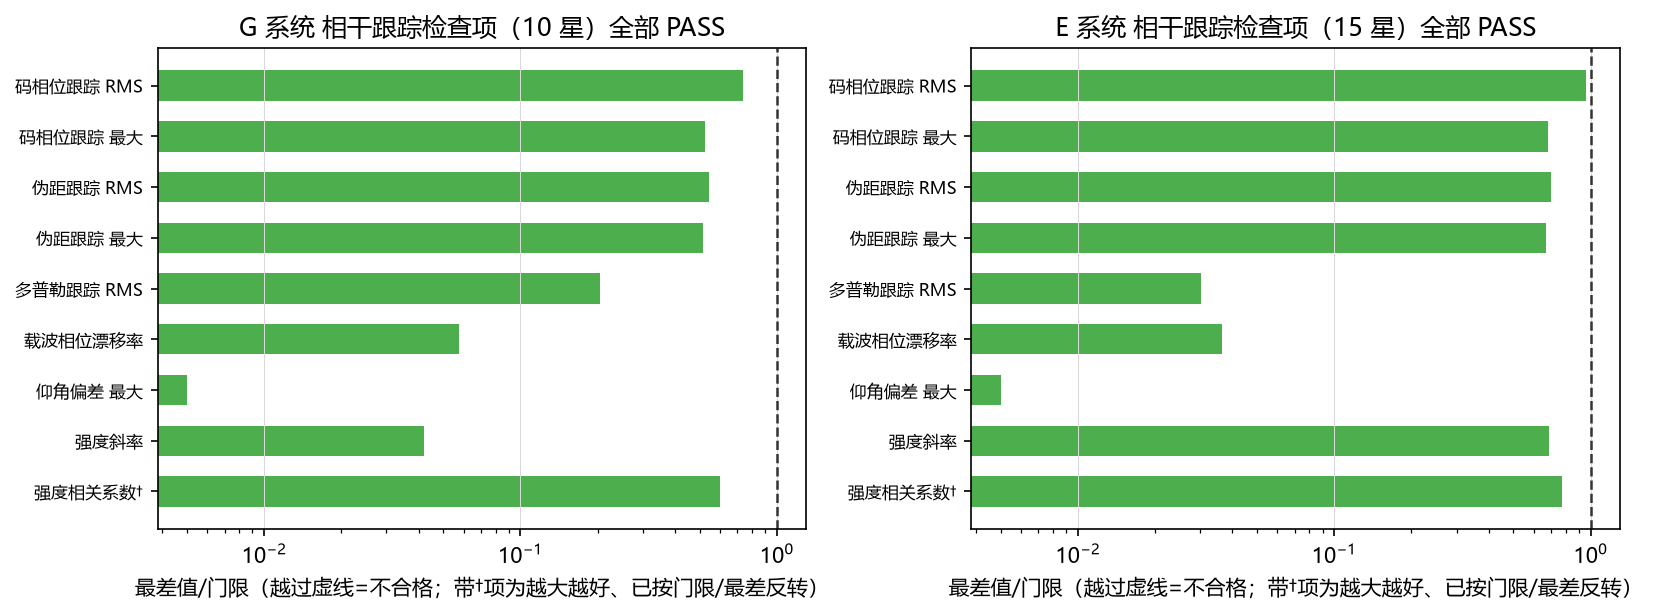 G 系统 相干跟踪检查项（10 星）全部 PASS
码相位跟踪 RMS
码相位跟踪 最大
伪距跟踪 RMS
伪距跟踪 最大
多普勒跟踪 RMS
载波相位漂移率
仰角偏差 最大
强度斜率
强度相关系数†
10⁻² 10⁻¹ 10⁰
最差值/门限（越过虚线=不合格；带†项为越大越好、已按门限/最差反转）
E 系统 相干跟踪检查项（15 星）全部 PASS
码相位跟踪 RMS
码相位跟踪 最大
伪距跟踪 RMS
伪距跟踪 最大
多普勒跟踪 RMS
载波相位漂移率
仰角偏差 最大
强度斜率
强度相关系数†
10⁻² 10⁻¹ 10⁰
最差值/门限（越过虚线=不合格；带†项为越大越好、已按门限/最差反转）